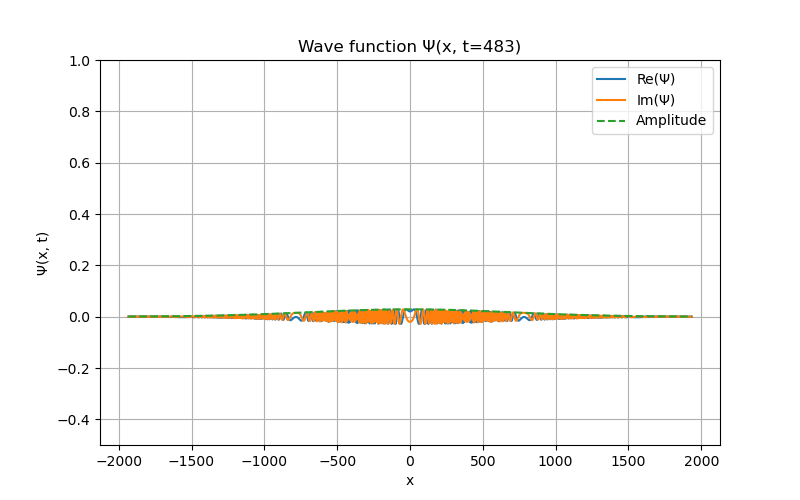 Wave function Ψ(x, t=483)
1.0
0.8
0.6
0.4
0.2
0.0
−0.2
−0.4
Ψ(x, t)
Re(Ψ)
Im(Ψ)
Amplitude
−2000 −1500 −1000 −500 0 500 1000 1500 2000
x